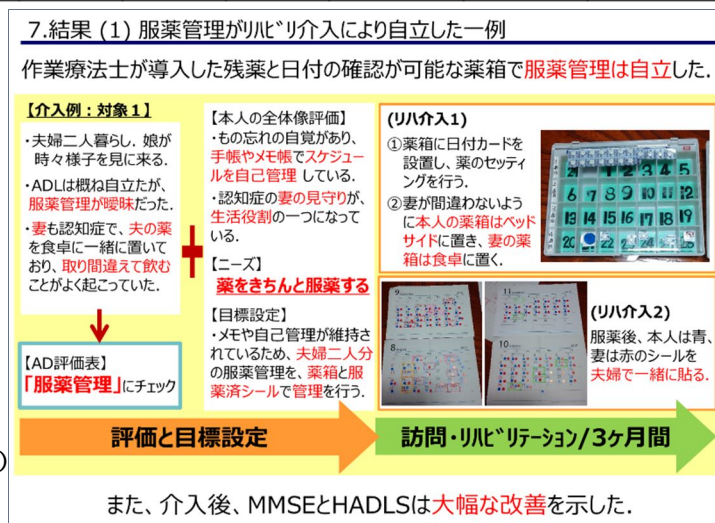 7.結果 (1) 服薬管理がﾘﾊﾋﾞﾘ介入により自立した一例
作業療法士が導入した残薬と日付の確認が可能な薬箱で服薬管理は自立した.
【介入例：対象1】
・夫婦二人暮らし. 娘が
時々様子を見に来る.
・ADLは概ね自立たが、
服薬管理が曖昧だった.
・妻も認知症で、夫の薬
を食卓に一緒に置いて
おり、取り間違えて飲む
ことがよく起こっていた.
【AD評価表】
「服薬管理」にチェック
【本人の全体像評価】
・もの忘れの自覚があり、
手帳やメモ帳でスケジュー
ルを自己管理 している.
・認知症の妻の見守りが、
生活役割の一つになって
いる.
【ニーズ】
薬をきちんと服薬する
【目標設定】
・メモや自己管理が維持さ
れているため、夫婦二人分
の服薬管理を、薬箱と服
薬済シールで管理を行う.
(リハ介入1)
①薬箱に日付カードを
設置し、薬のセッティ
ングを行う.
②妻が間違わないよう
に本人の薬箱はベッド
サイドに置き、妻の薬
箱は食卓に置く.
(リハ介入2)
服薬後、本人は青、
妻は赤のシールを
夫婦で一緒に貼る.
評価と目標設定
訪問・ﾘﾊﾋﾞﾘﾃｰｼｮﾝ/3ヶ月間
また、介入後、MMSEとHADLSは大幅な改善を示した.